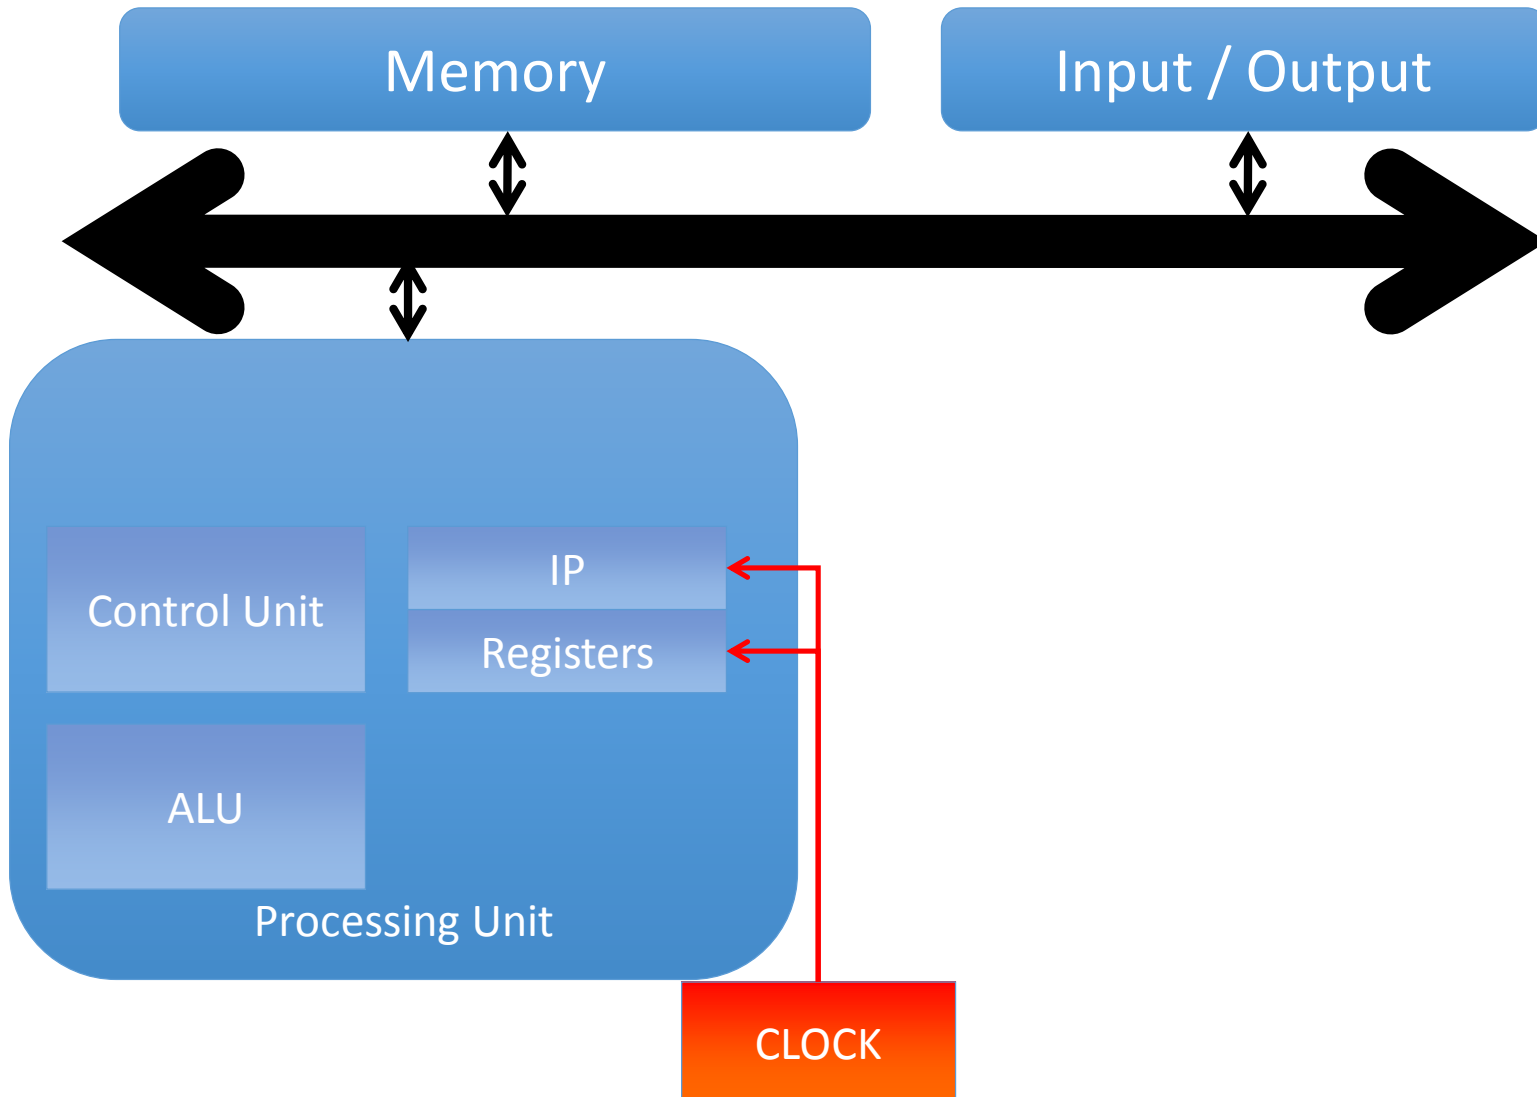 Memory
Input / Output
Control Unit
IP
Registers
ALU
Processing Unit
CLOCK